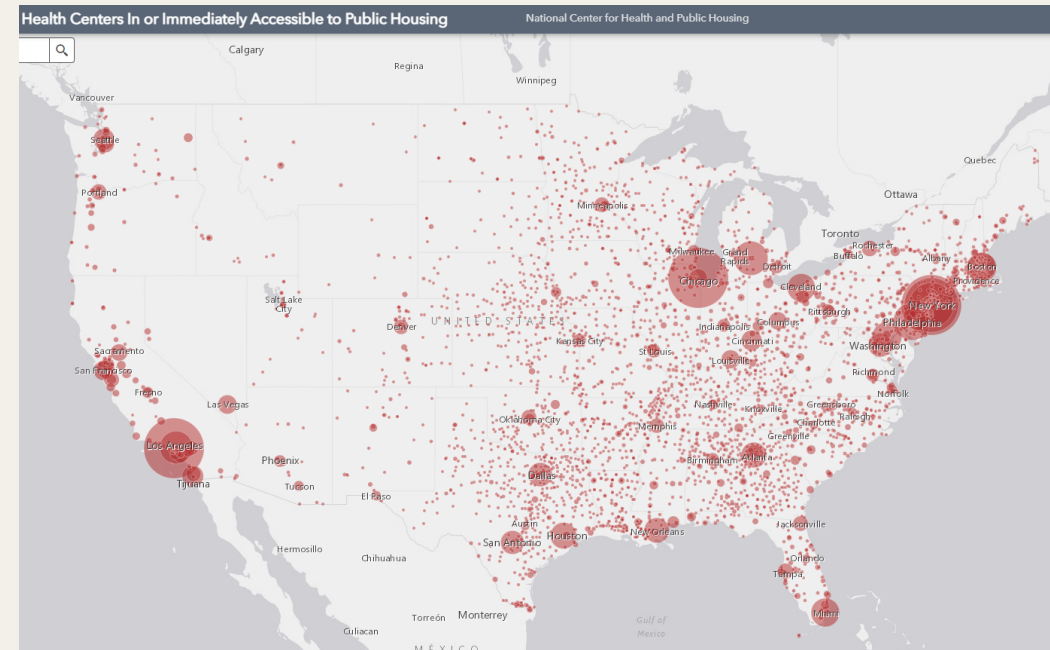 Health Centers In or Immediately Accessible to Public Housing
National Center for Health and Public Housing
Calgary
Regina
Winnipeg
Vancouver
Seattle
Quebec
Portland
Ottawa
Minneapolis
Toronto
Rochester
Milwaukee
Grand
Rapids
Buffalo
Albany
Detroit
Boston
Chicago
Cleveland
Providence
Salt Lake
City
New York
Pittsburgh
Denver
UNITED STATES
Indianapolis
Columbus
Philadelphia
Kansas City
Cincinnati
Washington
Sacramento
St Louis
Louisville
San Francisco
Richmond
Fresno
Norfolk
Las Vegas
Nashville
Knoxville
Greensboro
Raleigh
Oklahoma City
Memphis
Charlotte
Greenville
Los Angeles
Phoenix
Birmingham
Atlanta
Tijuana
Tucson
Dallas
El Paso
Austin
Jacksonville
San Antonio
Houston
New Orleans
Hermosillo
Chihuahua
Orlando
Tampa
Torreón
Monterrey
Miami
Culiacan
Gulf of
Mexico
MÉXICO